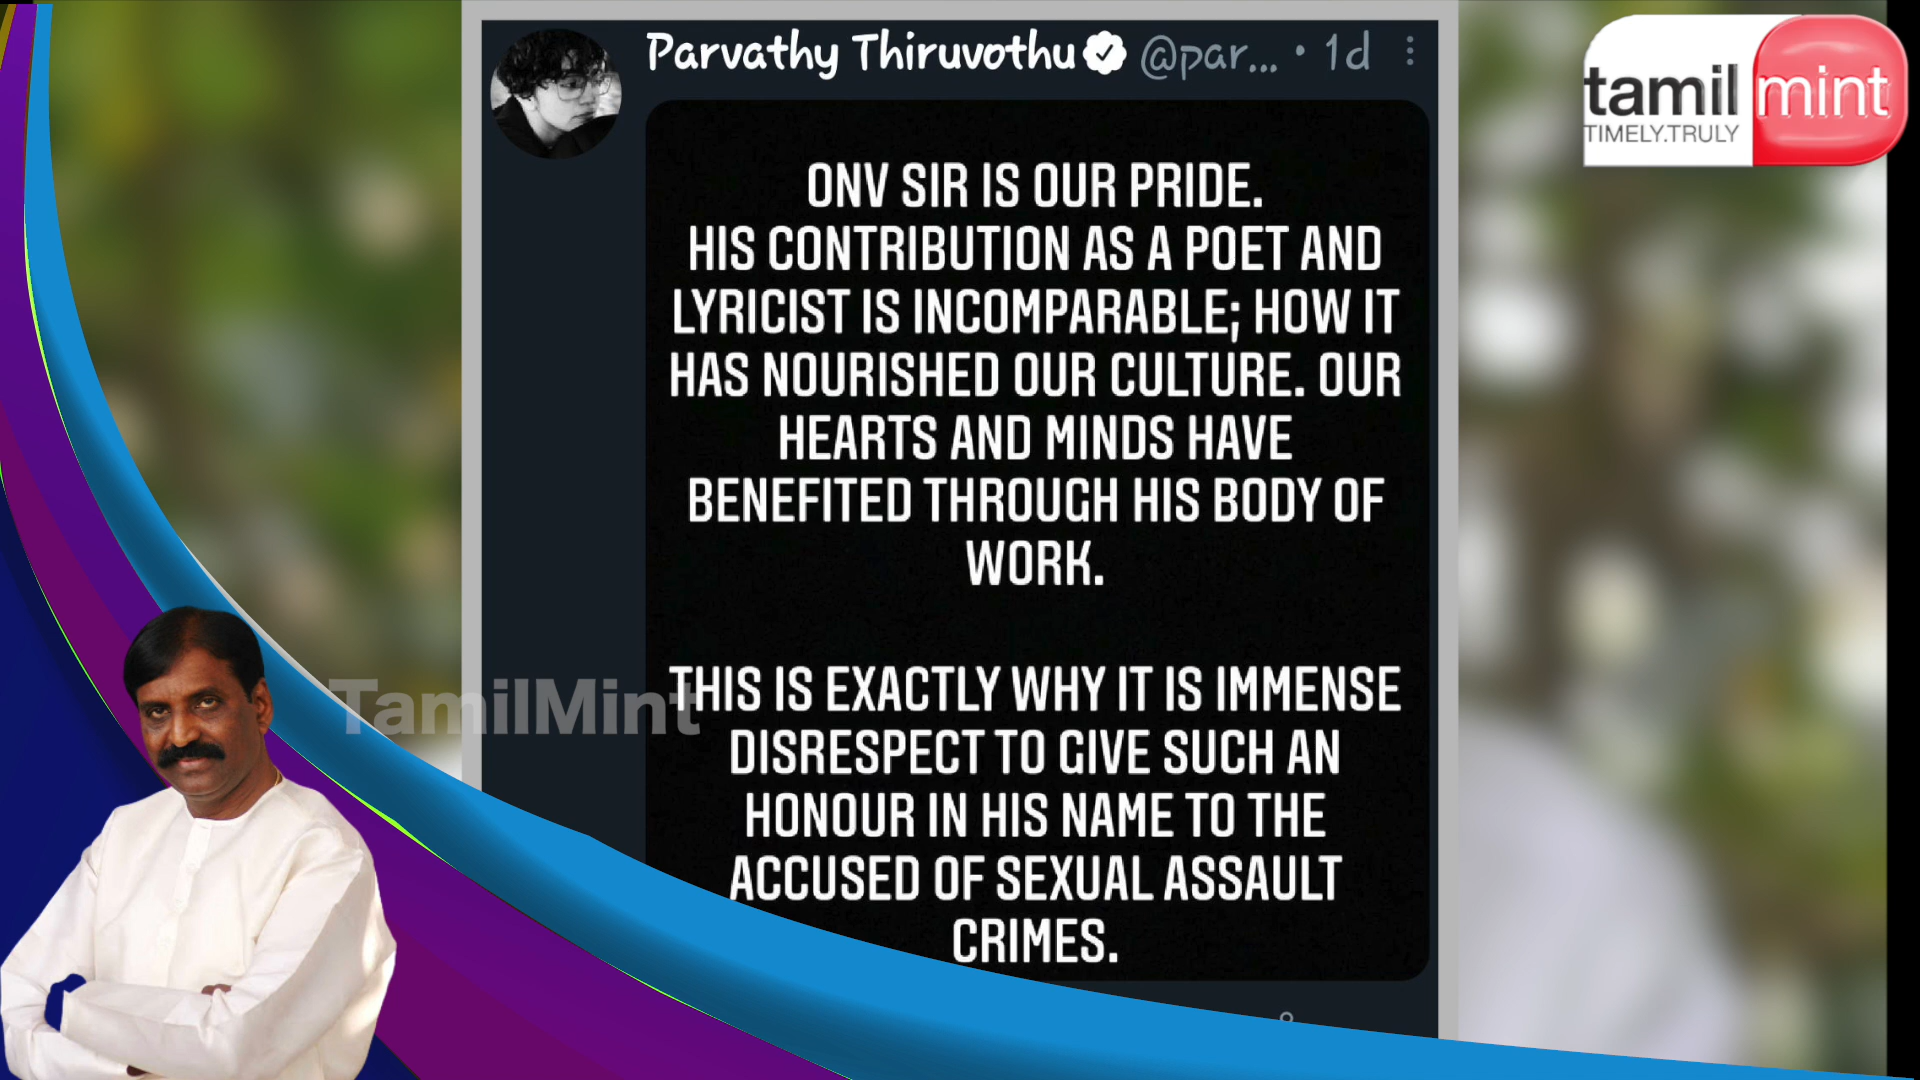 Parvathy Thiruvothu @par... • 1d
tamil mint
TIMELY.TRULY
ONV SIR IS OUR PRIDE.
HIS CONTRIBUTION AS A POET AND
LYRICIST IS INCOMPARABLE; HOW IT
HAS NOURISHED OUR CULTURE. OUR
HEARTS AND MINDS HAVE
BENEFITED THROUGH HIS BODY OF
WORK.
THIS IS EXACTLY WHY IT IS IMMENSE
DISRESPECT TO GIVE SUCH AN
HONOUR IN HIS NAME TO THE
ACCUSED OF SEXUAL ASSAULT
CRIMES.
TamilMint